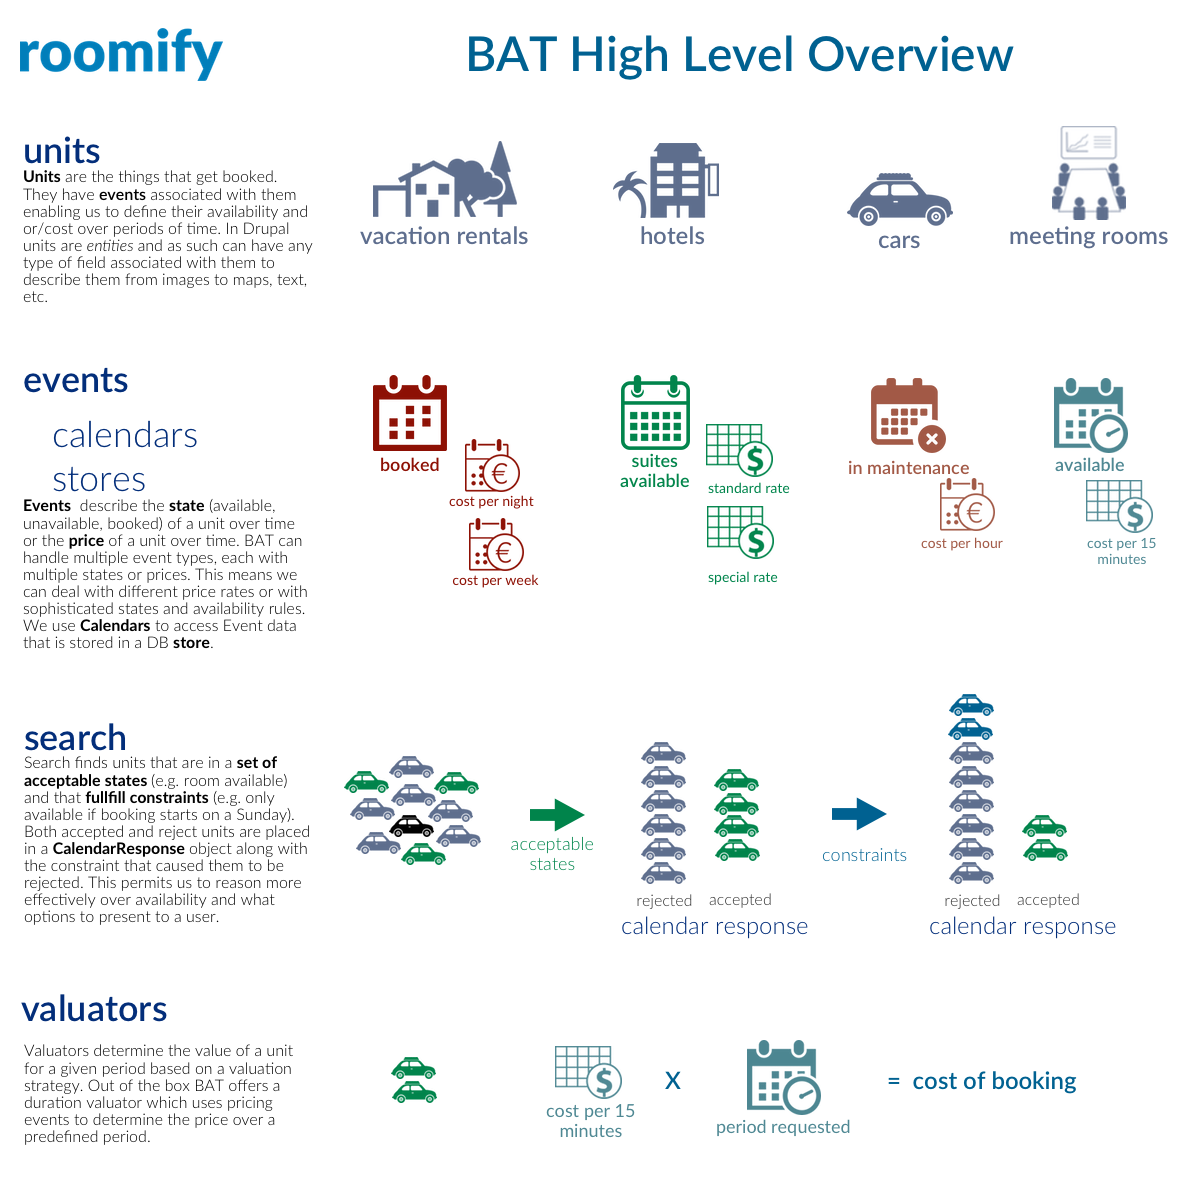 roomify
BAT High Level Overview
units
Units are the things that get booked.
They have events associated with them
enabling us to define their availability and
or/cost over periods of time. In Drupal
units are entities and as such can have any
type of field associated with them to
describe them from images to maps, text,
etc.
vacation rentals
hotels
cars
meeting rooms
events
calendars
stores
Events describe the state (available,
unavailable, booked) of a unit over time
or the price of a unit over time. BAT can
handle multiple event types, each with
multiple states or prices. This means we
can deal with different price rates or with
sophisticated states and availability rules.
We use Calendars to access Event data
that is stored in a DB store.
booked
€
cost per night
€
cost per week
suites
available
$
standard rate
$
special rate
in maintenance
€
cost per hour
available
$
cost per 15
minutes
search
Search finds units that are in a set of
acceptable states (e.g. room available)
and that fullfill constraints (e.g. only
available if booking starts on a Sunday).
Both accepted and reject units are placed
in a CalendarResponse object along with
the constraint that caused them to be
rejected. This permits us to reason more
effectively over availability and what
options to present to a user.
acceptable
states
rejected
accepted
calendar response
constraints
rejected
accepted
calendar response
valuators
Valuators determine the value of a unit
for a given period based on a valuation
strategy. Out of the box BAT offers a
duration valuator which uses pricing
events to determine the price over a
predefined period.
$
cost per 15
minutes
X
period requested
= cost of booking